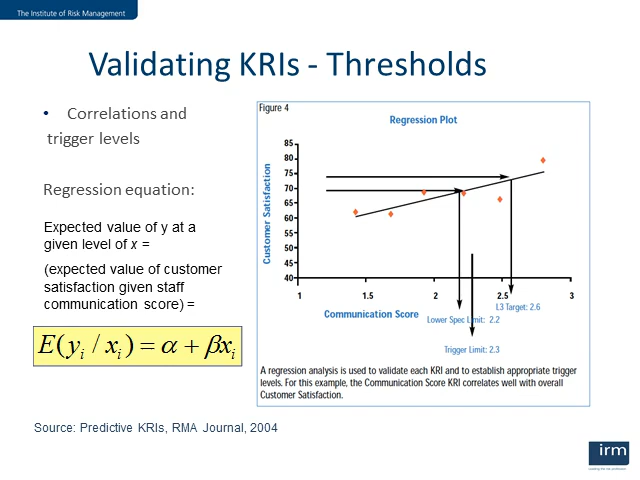 The Institute of Risk Management
Validating KRIs - Thresholds
• Correlations and
trigger levels
Regression equation:
Expected value of y at a
given level of x =
(expected value of customer
satisfaction given staff
communication score) =
E(yi / xi) = α + βxi
Figure 4
Regression Plot
Customer Satisfaction
85
80
75
70
65
60
55
50
45
40
1 1.5 2 2.5 3
Communication Score
L3 Target: 2.6
Lower Spec Limit: 2.2
Trigger Limit: 2.3
A regression analysis is used to validate each KRI and to establish appropriate trigger
levels. For this example, the Communication Score KRI correlates well with overall
Customer Satisfaction.
Source: Predictive KRIs, RMA Journal, 2004
irm